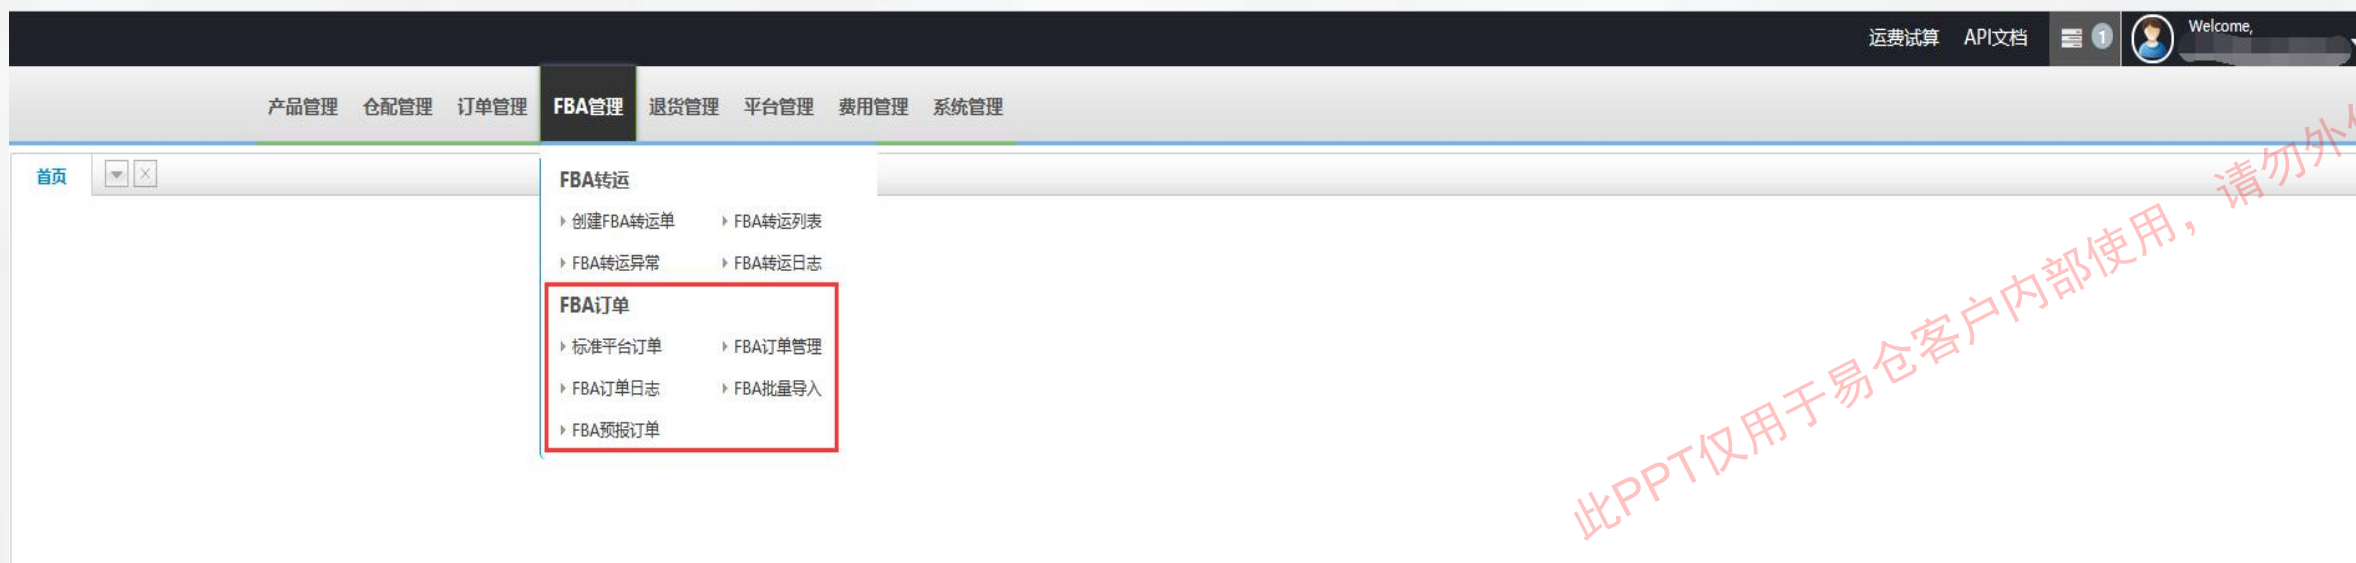 运费试算 API文档 1 Welcome,
产品管理 仓配管理 订单管理 FBA管理 退货管理 平台管理 费用管理 系统管理
首页
FBA转运
创建FBA转运单 FBA转运列表
FBA转运异常 FBA转运日志
FBA订单
标准平台订单 FBA订单管理
FBA订单日志 FBA批量导入
FBA预报订单
此PPT仅用于易仓客户内部使用，请勿外